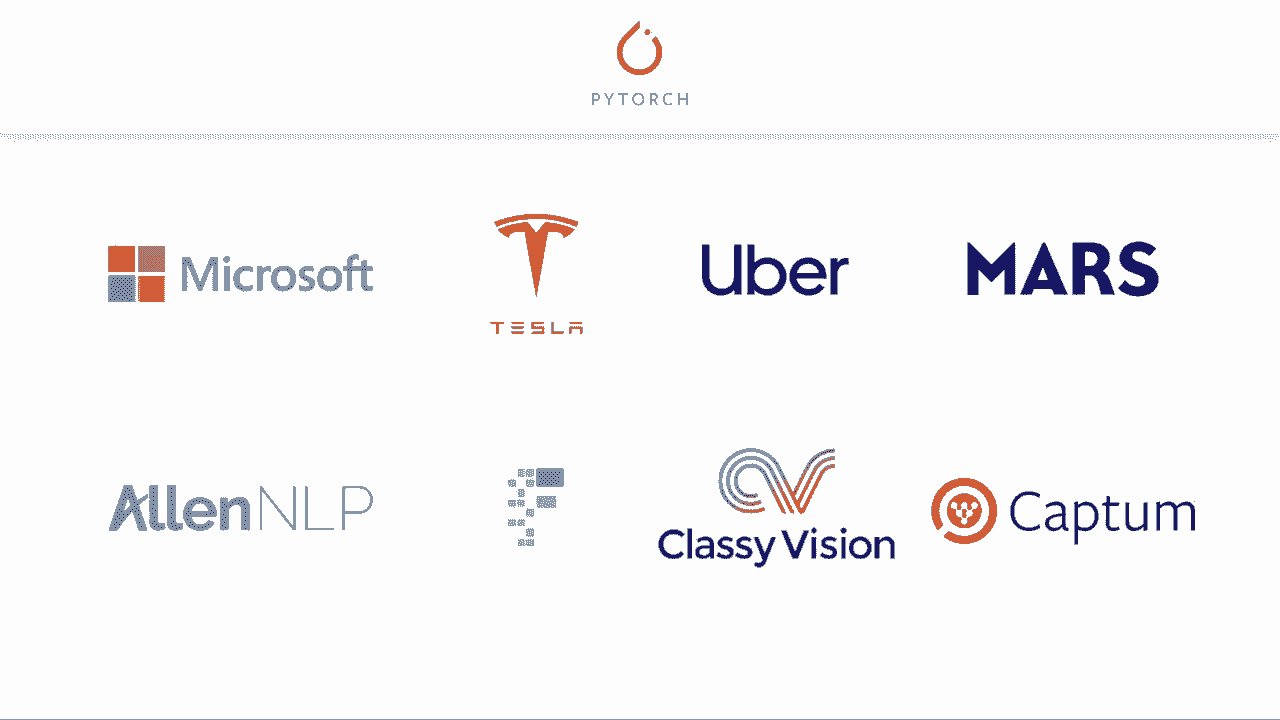 PYTORCH
Microsoft
TESLA
Uber
MARS
AllenNLP
Classy Vision
Captum